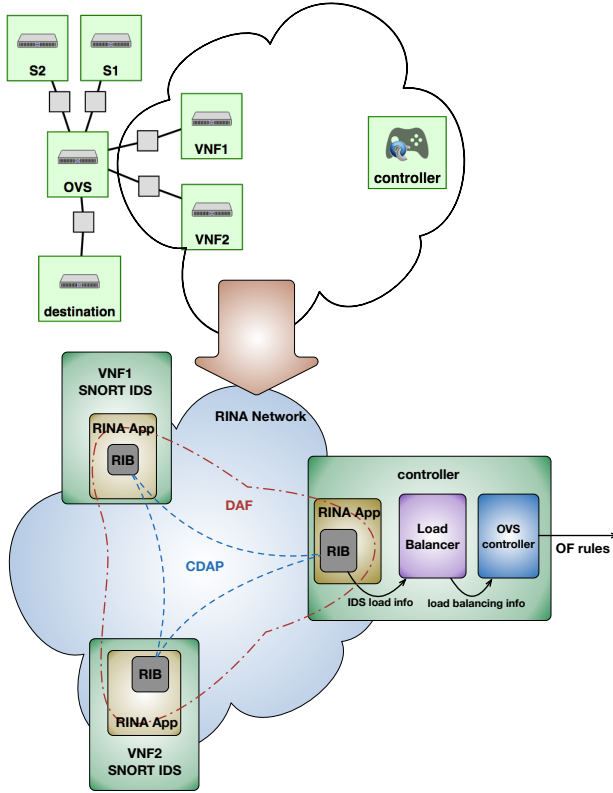 S2
S1
VNF1
OVS
controller
VNF2
destination
VNF1
SNORT IDS
RINA Network
RINA App
RIB
controller
DAF
RINA App
Load
Balancer
OVS
controller
RIB
OF rules
CDAP
IDS load info
load balancing info
RIB
RINA App
VNF2
SNORT IDS